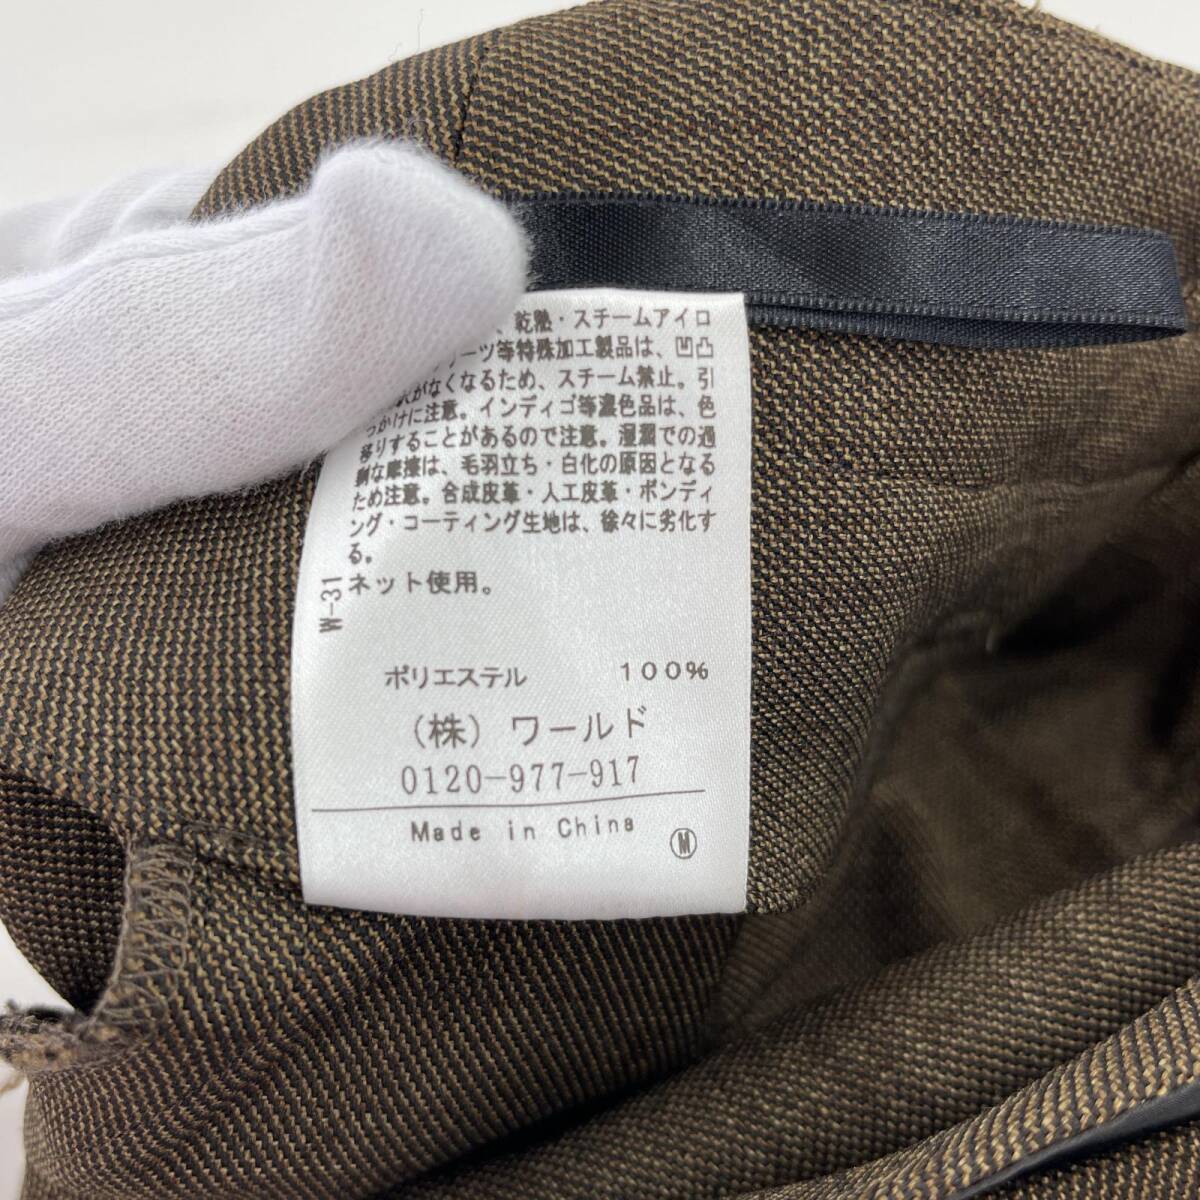 乾熱・スチームアイロ
リーツ等特殊加工製品は、凹凸
がなくなるため、スチーム禁止。引
っかけに注意。インディゴ等濃色品は、色
移りすることがあるので注意。湿潤での過
剰な摩擦は、毛羽立ち・白化の原因となる
ため注意。合成皮革・人工皮革・ボンディ
ング・コーティング生地は、徐々に劣化す
る。
ネット使用。
W-31
ポリエステル 100%
（株）ワールド
0120-977-917
Made in China
M